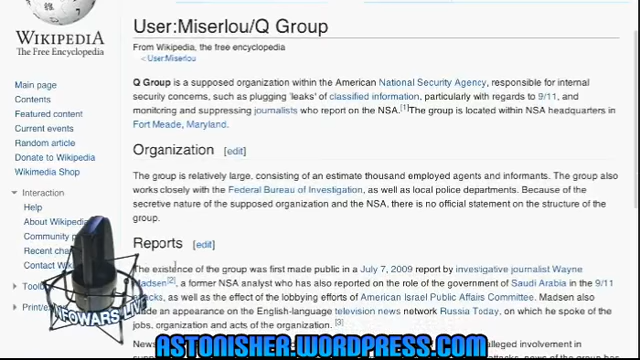 WIKIPEDIA
The Free Encyclopedia
Main page
Contents
Featured content
Current events
Random article
Donate to Wikipedia
Wikimedia Shop
Interaction
Help
About Wikipedia
Community
Recent
Contact
Print/
User:Miserlou/Q Group
From Wikipedia, the free encyclopedia
< User:Miserlou
Q Group is a supposed organization within the American National Security Agency, responsible for internal
security concerns, such as plugging 'leaks' of classified information, particularly with regards to 9/11, and
monitoring and suppressing journalists who report on the NSA.[1]The group is located within NSA headquarters in
Fort Meade, Maryland.
Organization [edit]
The group is relatively large, consisting of an estimate thousand employed agents and informants. The group also
works closely with the Federal Bureau of Investigation, as well as local police departments. Because of the
secretive nature of the supposed organization and the NSA, there is no official statement on the structure of the
group.
Reports [edit]
The existence of the group was first made public in a July 7, 2009 report by investigative journalist Wayne
Madsen[2], a former NSA analyst who has also reported on the role of the government of Saudi Arabia in the 9/11
attacks, as well as the effect of the lobbying efforts of American Israel Public Affairs Committee. Madsen also
made an appearance on the English-language television news network Russia Today, on which he spoke of the
jobs, organization and acts of the organization. [3]
alleged involvement in
INFOWARS LIVE
ASTONISHER.WORDPRESS.COM